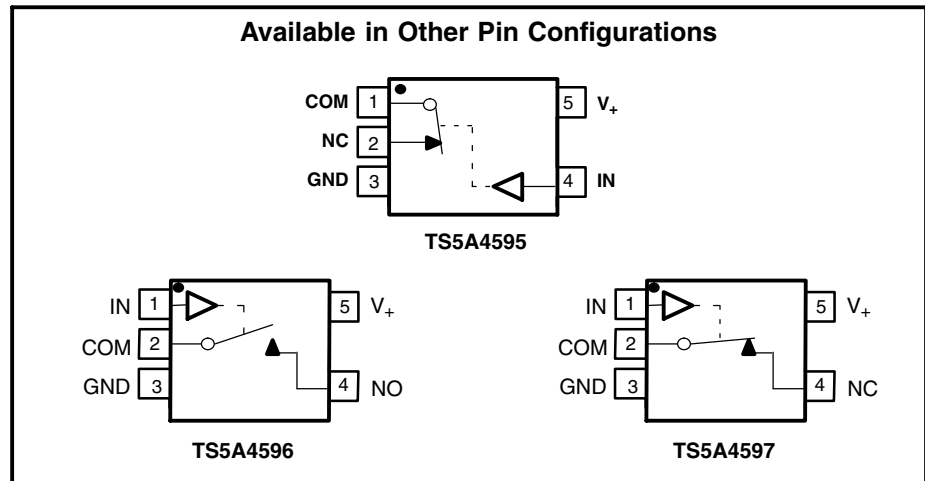 Available in Other Pin Configurations
COM 1 5 V+
NC 2
GND 3 4 IN
TS5A4595
IN 1 5 V+
COM 2
GND 3 4 NO
TS5A4596
IN 1 5 V+
COM 2
GND 3 4 NC
TS5A4597